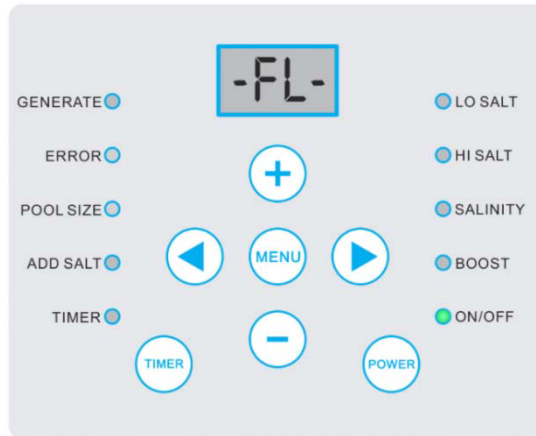 -FL-
GENERATE
LO SALT
ERROR
HI SALT
+
POOL SIZE
SALINITY
ADD SALT
MENU
BOOST
TIMER
ON/OFF
-
TIMER
POWER